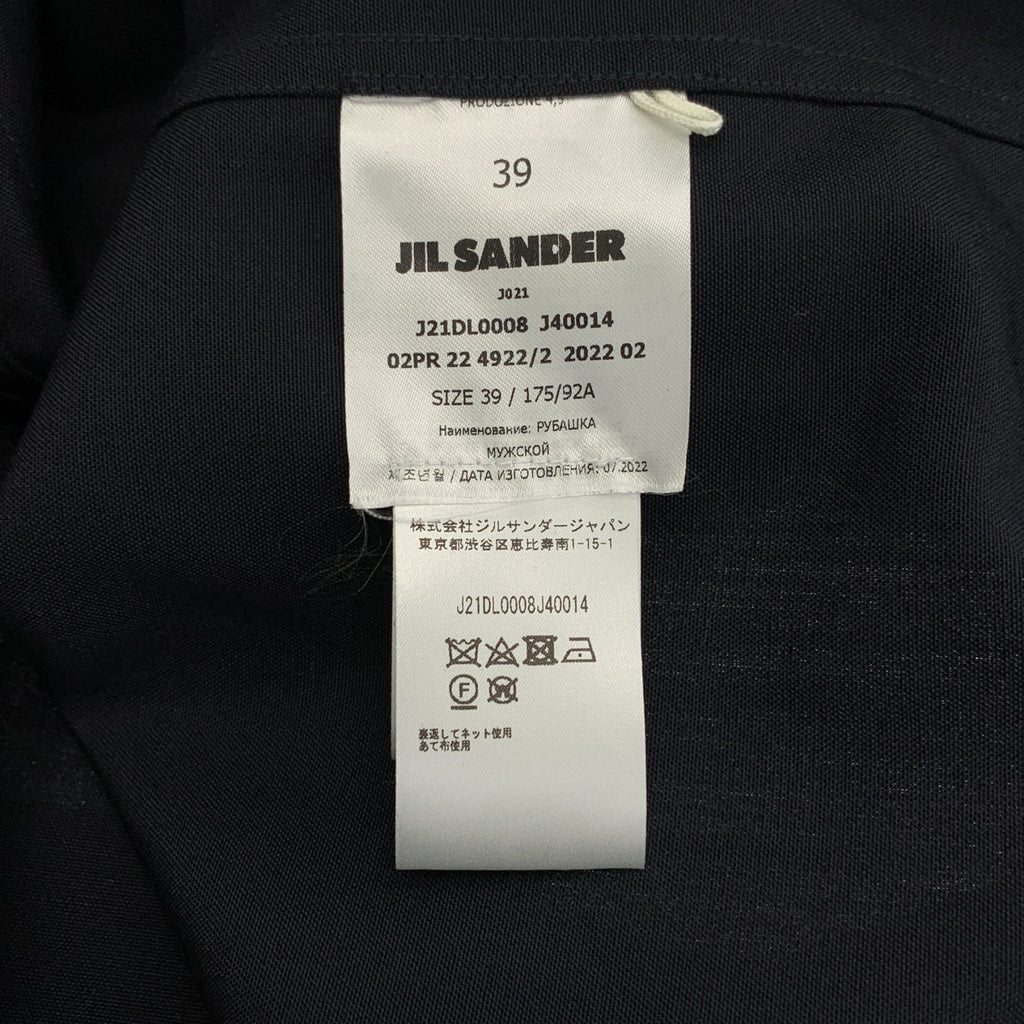 PRODUZIONE 4,5
39
JIL SANDER
J021
J21DL0008 J40014
02PR 22 4922/2 2022 02
SIZE 39 / 175/92A
Наименование: РУБАШКА
МУЖСКОЙ
제조년월 / ДАТА ИЗГОТОВЛЕНИЯ: 07.2022
株式会社ジルサンダージャパン
東京都渋谷区恵比寿南1-15-1
J21DL0008J40014
F
W
裏返してネット使用
あて布使用